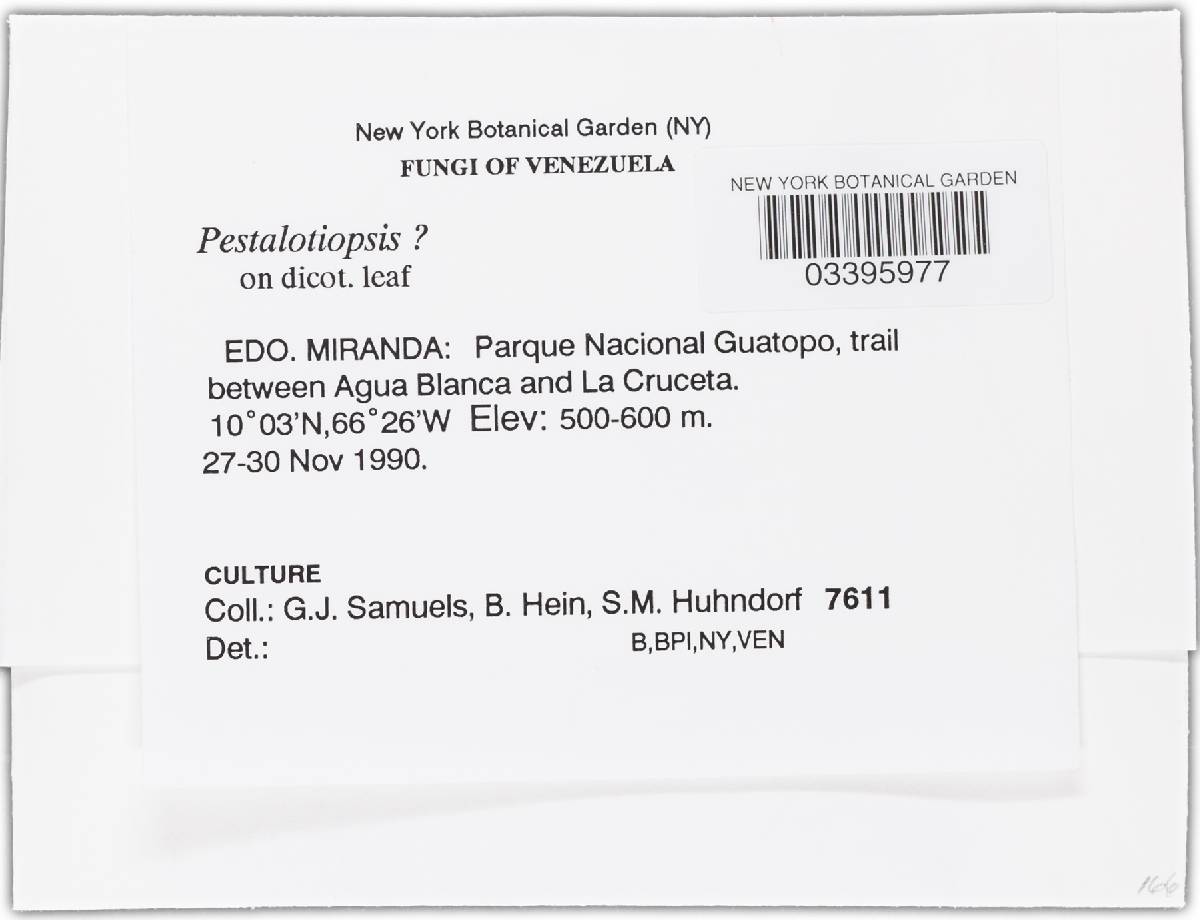 New York Botanical Garden (NY)
FUNGI OF VENEZUELA
NEW YORK BOTANICAL GARDEN
03395977
Pestalotiopsis ?
on dicot. leaf
EDO. MIRANDA: Parque Nacional Guatopo, trail
between Agua Blanca and La Cruceta.
10°03'N,66°26'W Elev: 500-600 m.
27-30 Nov 1990.
CULTURE
Coll.: G.J. Samuels, B. Hein, S.M. Huhndorf 7611
Det.: B,BPI,NY,VEN